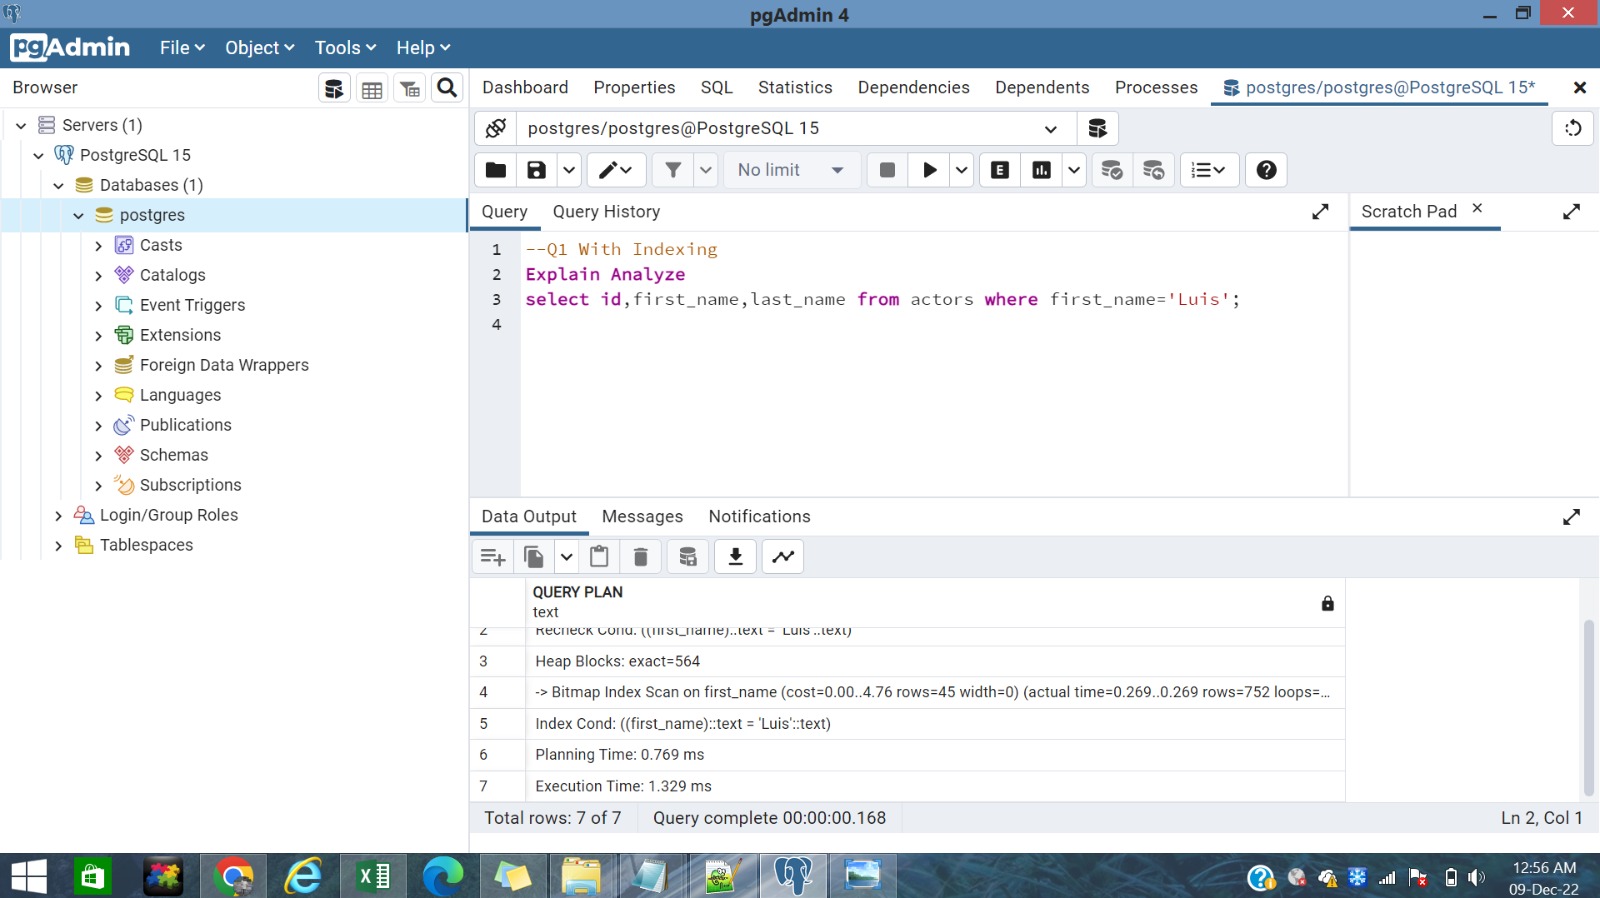 pgAdmin 4
pgAdmin File Object Tools Help
Browser
Dashboard Properties SQL Statistics Dependencies Dependents Processes postgres/postgres@PostgreSQL 15*
Servers (1)
PostgreSQL 15
Databases (1)
postgres
Casts
Catalogs
Event Triggers
Extensions
Foreign Data Wrappers
Languages
Publications
Schemas
Subscriptions
Login/Group Roles
Tablespaces
postgres/postgres@PostgreSQL 15
No limit
E
Query Query History
Scratch Pad
1 --Q1 With Indexing
2 Explain Analyze
3 select id,first_name,last_name from actors where first_name='Luis';
4
Data Output Messages Notifications
QUERY PLAN
text
2 Recheck Cond: ((first_name)::text = 'Luis'::text)
3 Heap Blocks: exact=564
4 -> Bitmap Index Scan on first_name (cost=0.00..4.76 rows=45 width=0) (actual time=0.269..0.269 rows=752 loops=...
5 Index Cond: ((first_name)::text = 'Luis'::text)
6 Planning Time: 0.769 ms
7 Execution Time: 1.329 ms
Total rows: 7 of 7 Query complete 00:00:00.168 Ln 2, Col 1
12:56 AM
09-Dec-22